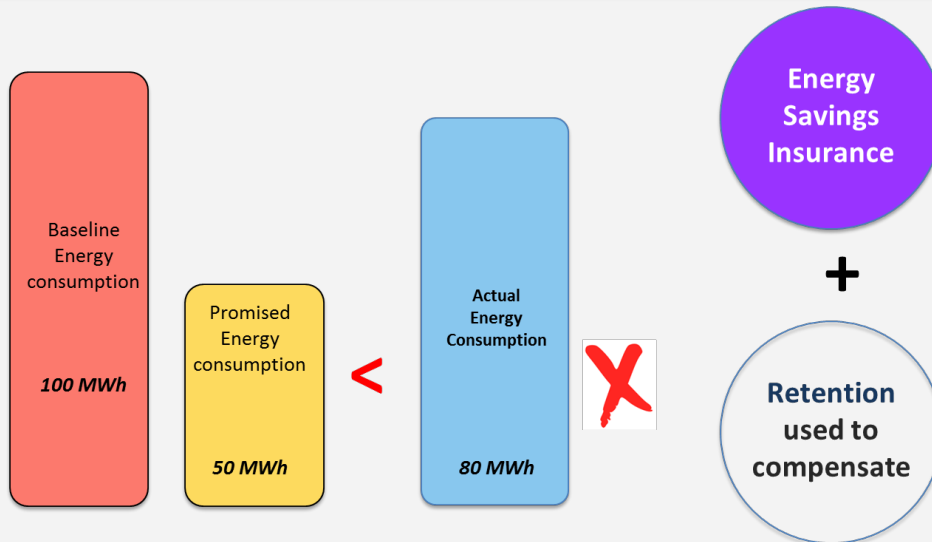 Baseline
Energy
consumption
100 MWh
Promised
Energy
consumption
50 MWh
<
Actual
Energy
Consumption
80 MWh
Energy
Savings
Insurance
+
Retention
used to
compensate